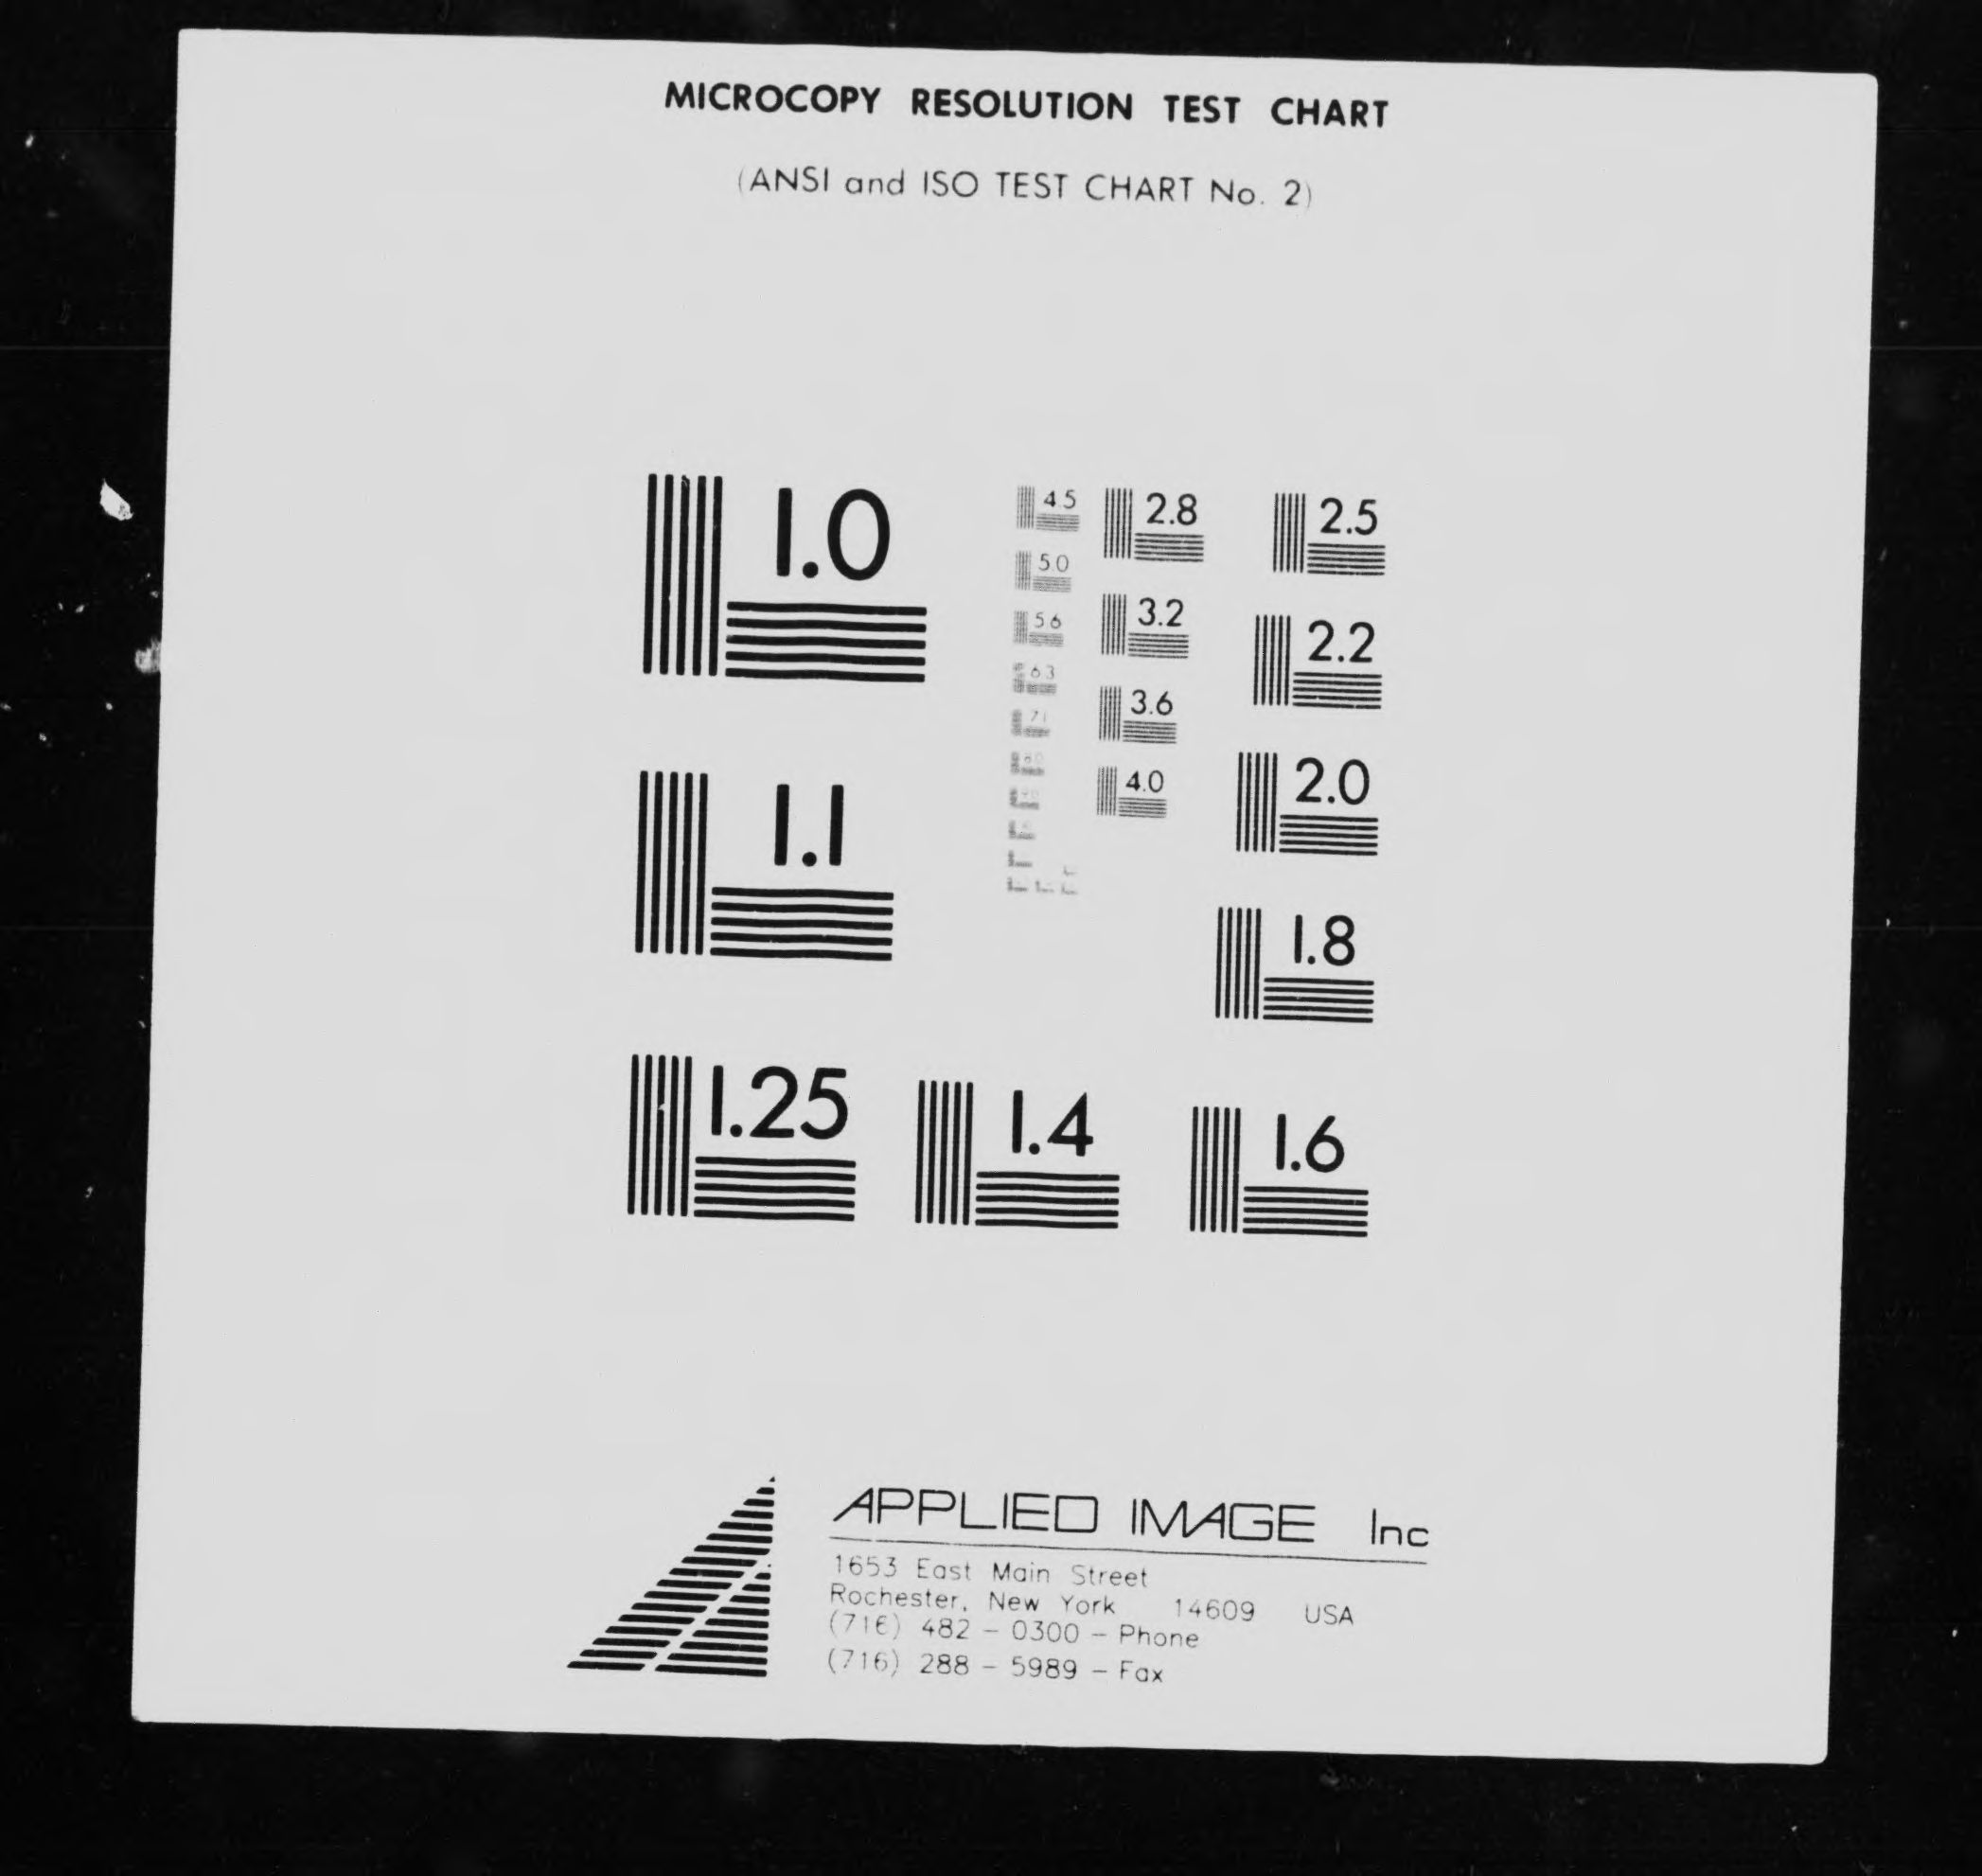 MICROCOPY RESOLUTION TEST CHART
(ANSI and ISO TEST CHART No. 2)
1.0
1.1
1.25
1.4
1.6
1.8
2.0
2.2
2.5
2.8
3.2
3.6
4.0
4.5
5.0
5.6
6.3
7.1
APPLIED IMAGE Inc
1653 East Main Street
Rochester, New York 14609 USA
(716) 482 - 0300 - Phone
(716) 288 - 5989 - Fax